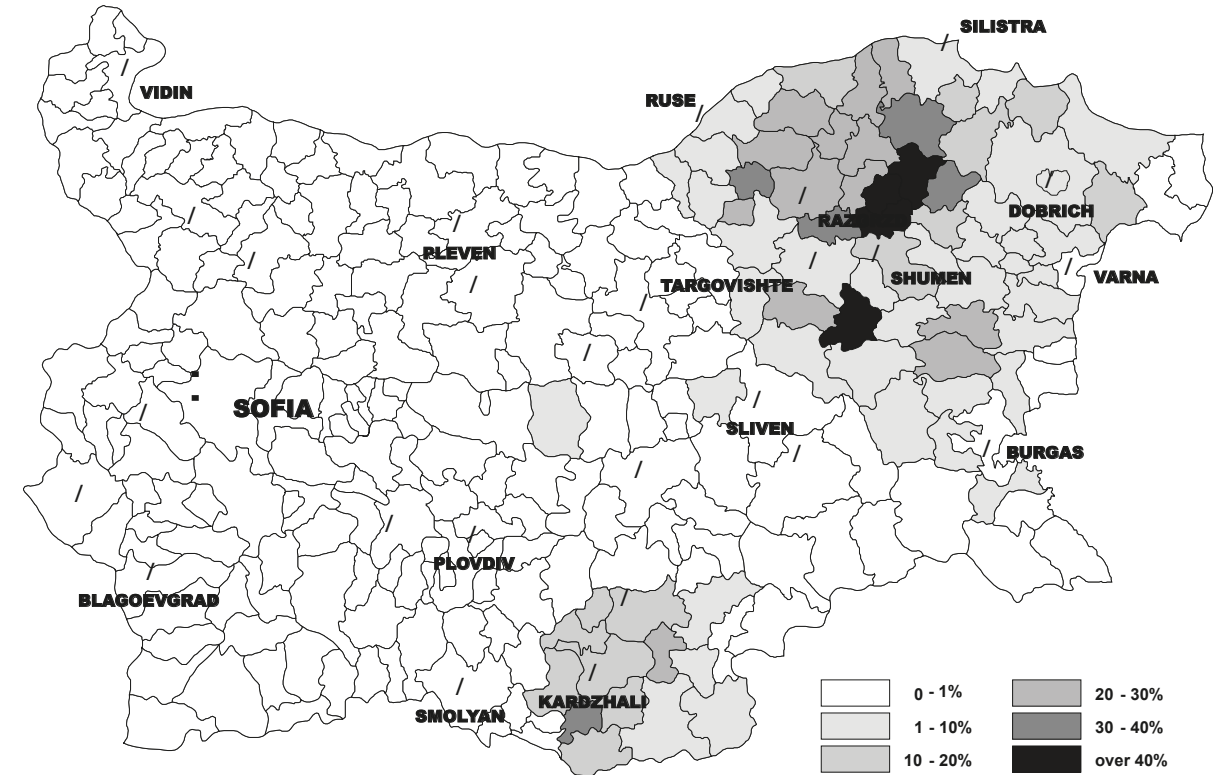 SILISTRA
VIDIN
RUSE
RAZ
DOBRICH
PLEVEN
TARGOVISHTE
SHUMEN
VARNA
SOFIA
SLIVEN
BURGAS
PLOVDIV
BLAGOEVGRAD
KARDZHALI
SMOLYAN
0 - 1%
20 - 30%
1 - 10%
30 - 40%
10 - 20%
over 40%